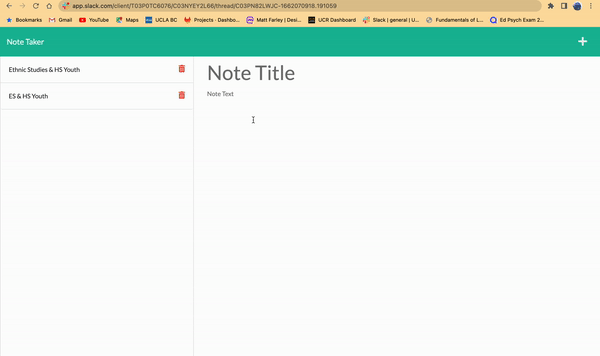 app.slack.com/client/T03P0TC6076/C03NYEY2L66/thread/C03PN82LWJC-1662070918.191059
Bookmarks Gmail YouTube Maps UCLA BC Projects · Dashbo... Matt Farley | Desi... UCR Dashboard Slack | general | U... Fundamentals of L... Ed Psych Exam 2...
Note Taker
Ethnic Studies & HS Youth
ES & HS Youth
Note Title
Note Text